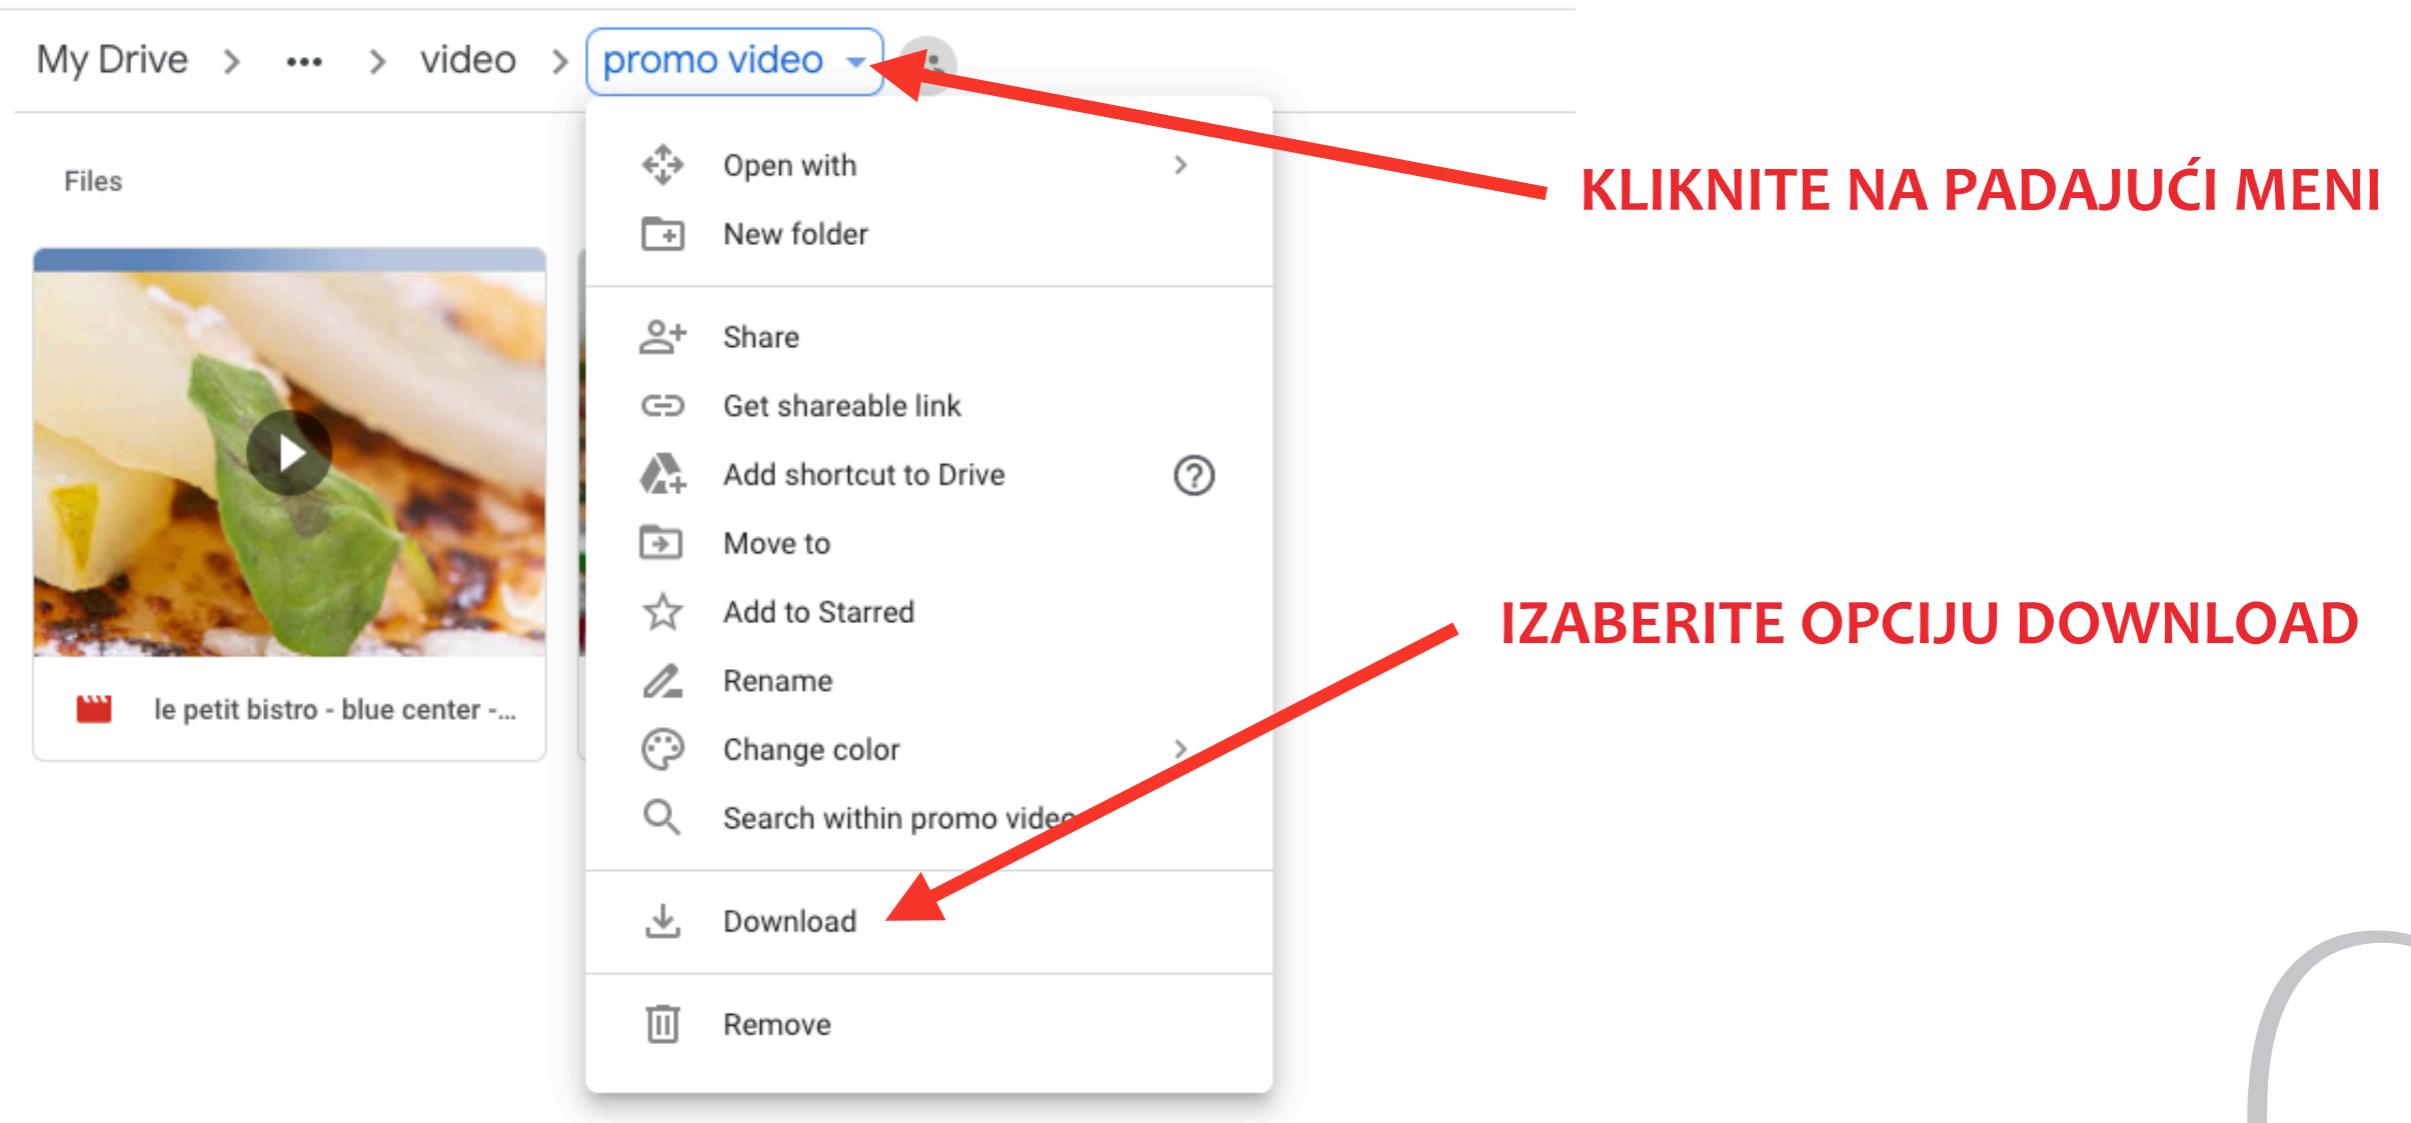 My Drive > ... > video > promo video
Files
KLIKNITE NA PADAJUĆI MENI
Open with
New folder
Share
Get shareable link
Add shortcut to Drive
Move to
Add to Starred
IZABERITE OPCIJU DOWNLOAD
Rename
le petit bistro - blue center -...
Change color
Search within promo video
Download
Remove